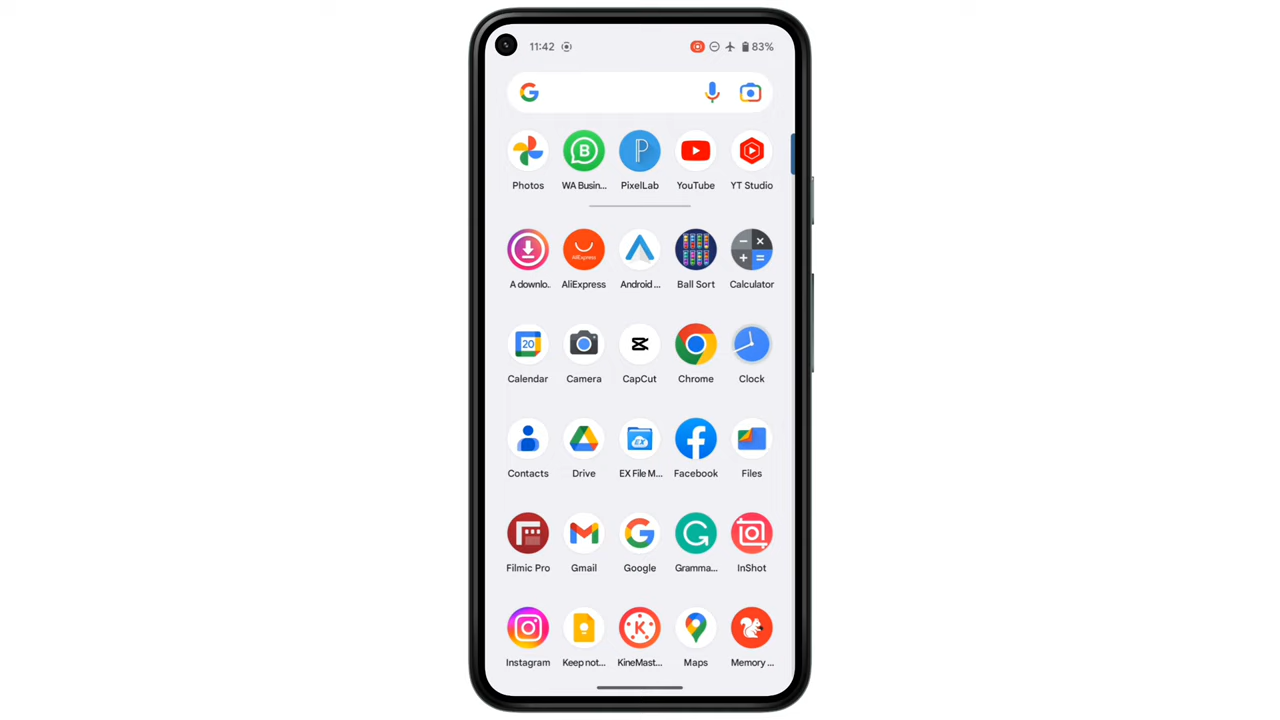 11:42 83%
Photos WA Busin... PixelLab YouTube YT Studio
A downlo.. AliExpress Android ... Ball Sort Calculator
Calendar Camera CapCut Chrome Clock
Contacts Drive EX File M... Facebook Files
Filmic Pro Gmail Google Gramma... InShot
Instagram Keep not... KineMast... Maps Memory ...